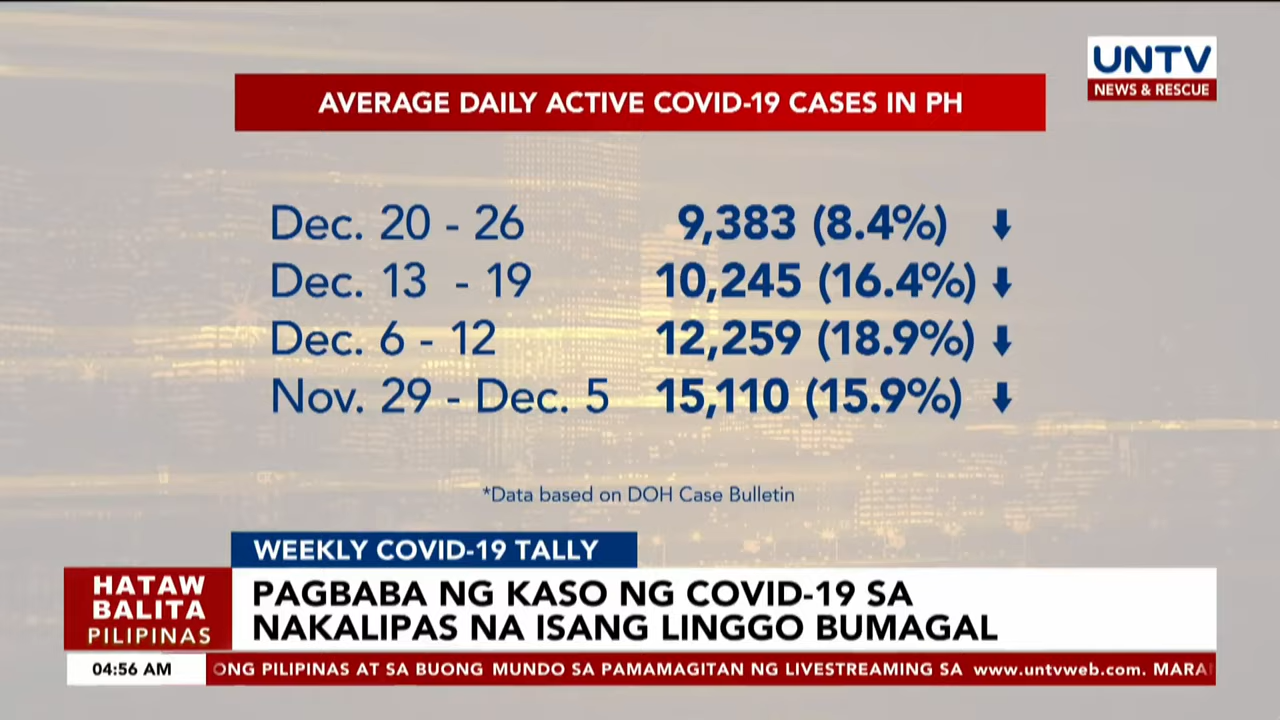 UNTV
NEWS & RESCUE
AVERAGE DAILY ACTIVE COVID-19 CASES IN PH
Dec. 20 - 26 9,383 (8.4%)
Dec. 13 - 19 10,245 (16.4%)
Dec. 6 - 12 12,259 (18.9%)
Nov. 29 - Dec. 5 15,110 (15.9%)
*Data based on DOH Case Bulletin
WEEKLY COVID-19 TALLY
HATAW
BALITA
PILIPINAS
PAGBABA NG KASO NG COVID-19 SA
NAKALIPAS NA ISANG LINGGO BUMAGAL
04:56 AM
ONG PILIPINAS AT SA BUONG MUNDO SA PAMAMAGITAN NG LIVESTREAMING SA www.untvweb.com. MARA